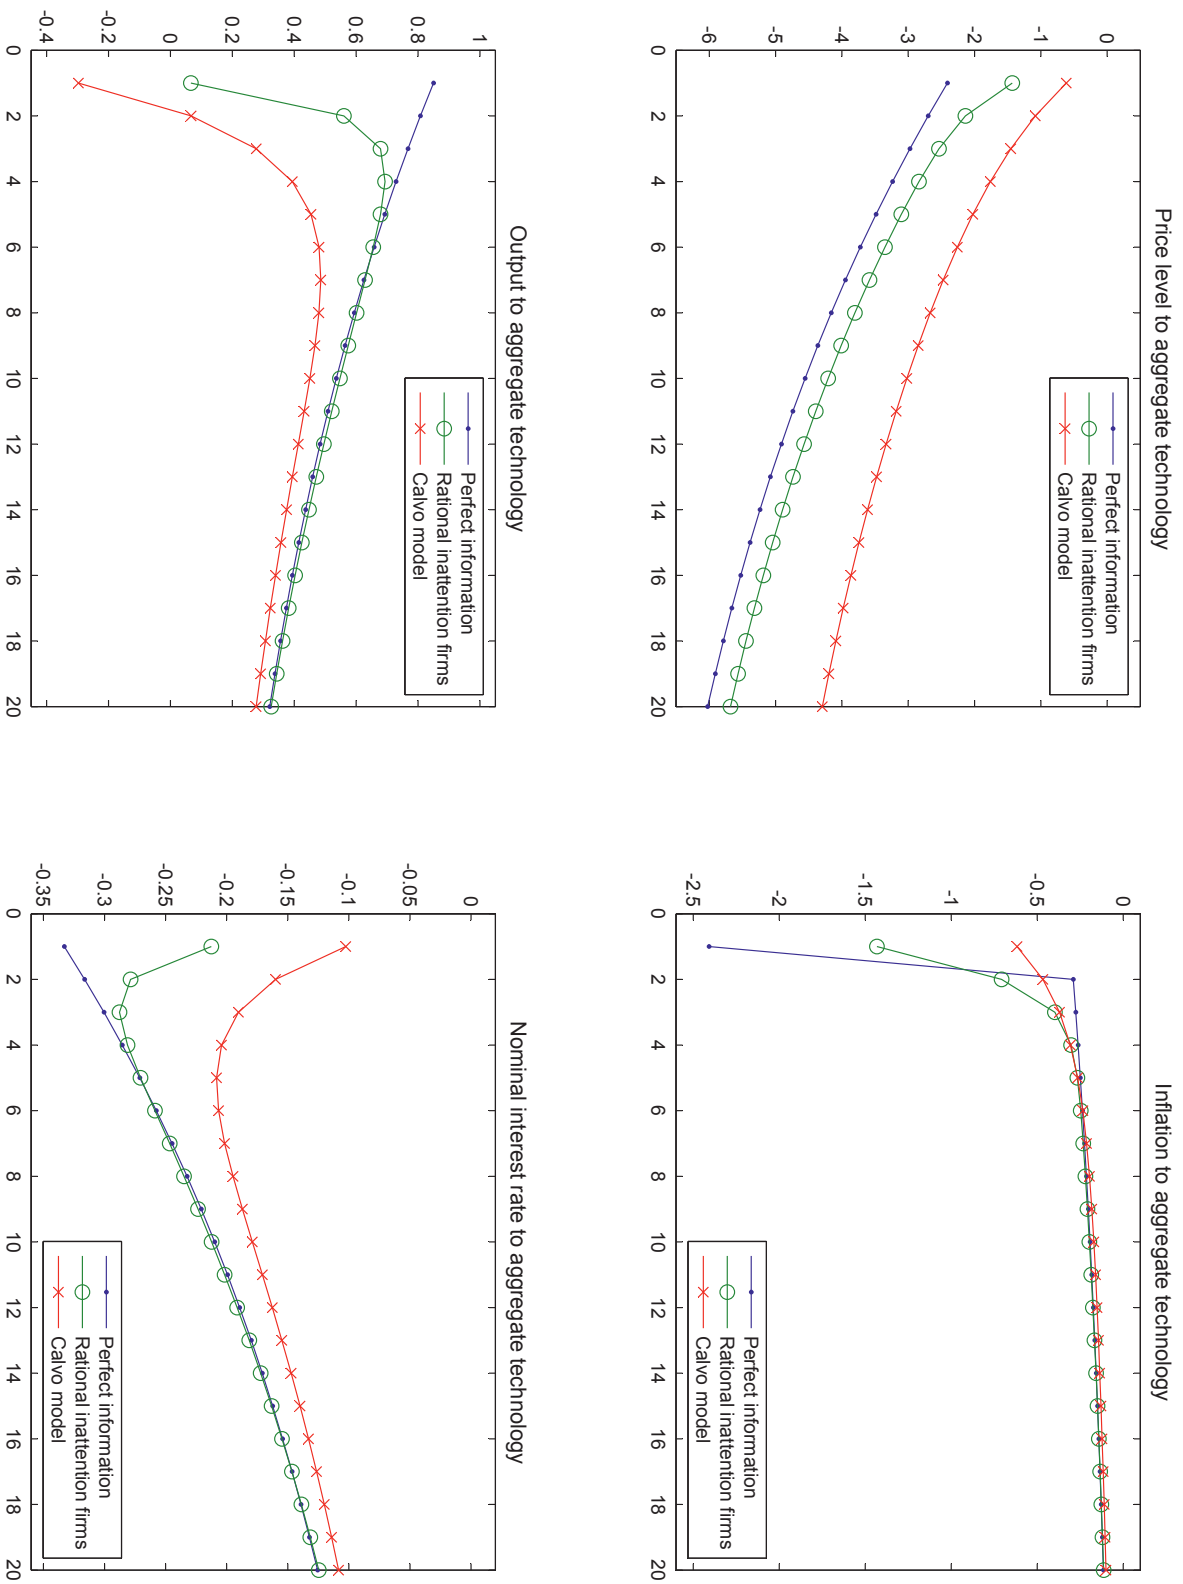 Price level to aggregate technology
0
-1
-2
-3
-4
-5
-6
0 2 4 6 8 10 12 14 16 18 20
Perfect information
Rational inattention firms
Calvo model
Inflation to aggregate technology
0
-0.5
-1
-1.5
-2
-2.5
0 2 4 6 8 10 12 14 16 18 20
Perfect information
Rational inattention firms
Calvo model
Output to aggregate technology
1
0.8
0.6
0.4
0.2
0
-0.2
-0.4
0 2 4 6 8 10 12 14 16 18 20
Perfect information
Rational inattention firms
Calvo model
Nominal interest rate to aggregate technology
0
-0.05
-0.1
-0.15
-0.2
-0.25
-0.3
-0.35
0 2 4 6 8 10 12 14 16 18 20
Perfect information
Rational inattention firms
Calvo model